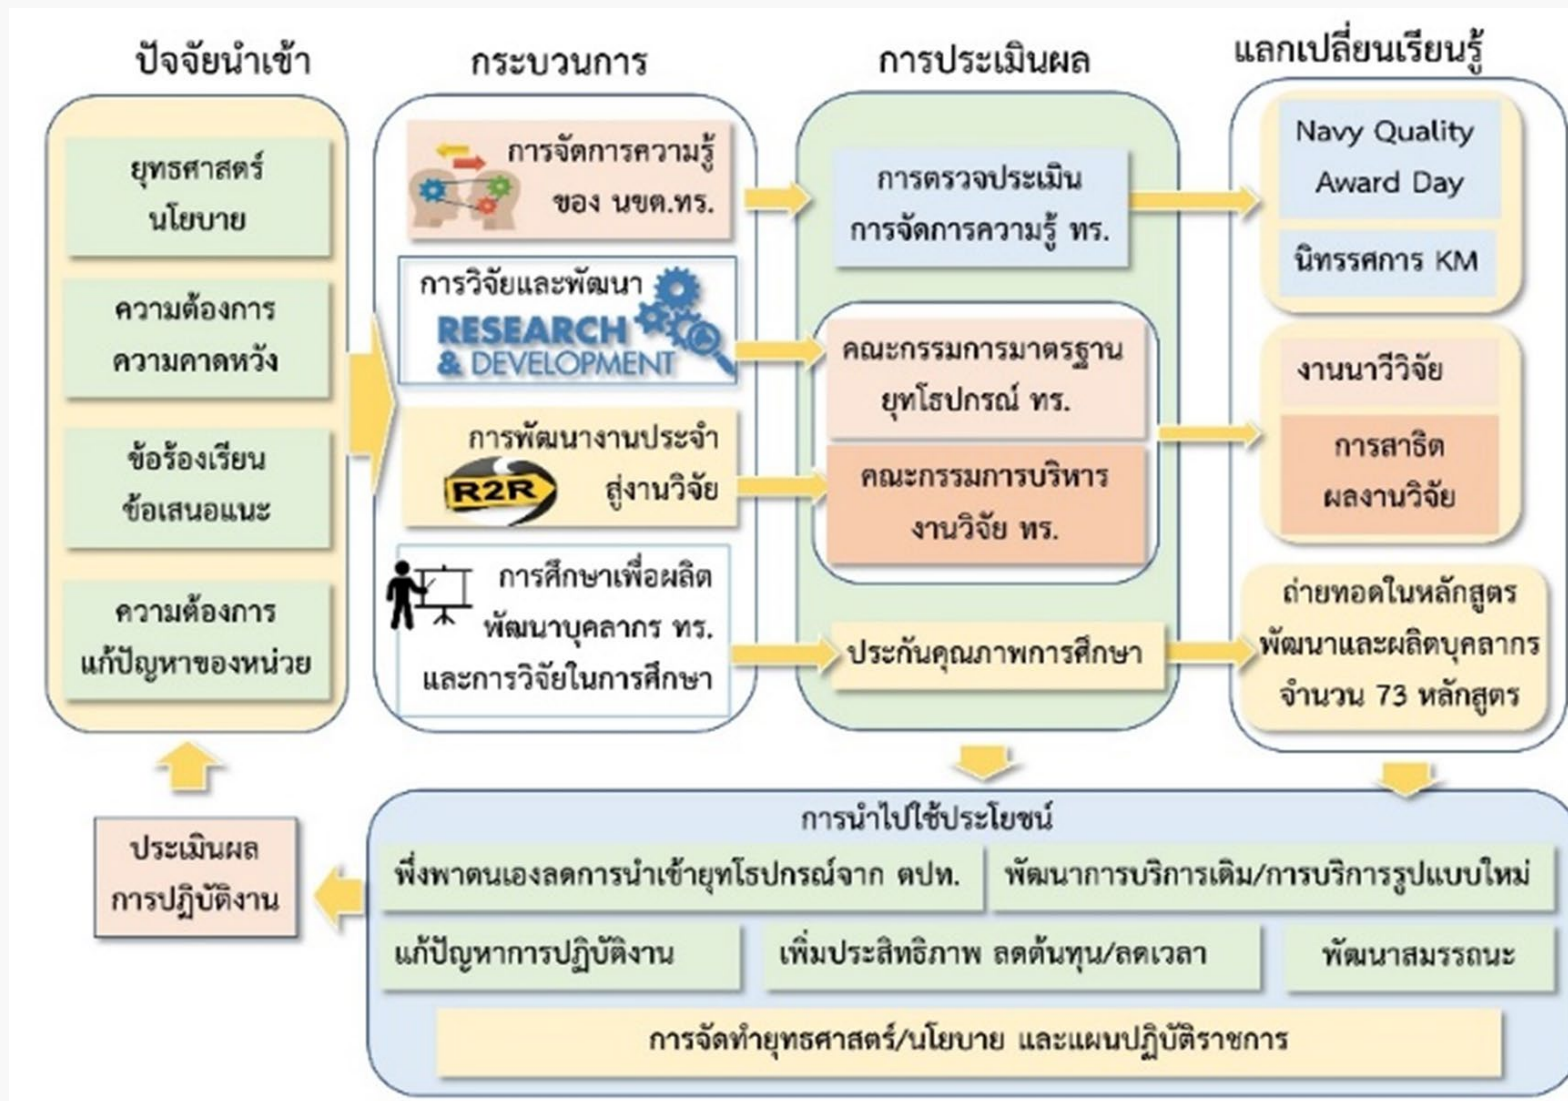 ปัจจัยนำเข้า
ยุทธศาสตร์
นโยบาย
ความต้องการ
ความคาดหวัง
ข้อร้องเรียน
ข้อเสนอแนะ
ความต้องการ
แก้ปัญหาของหน่วย
กระบวนการ
การจัดการความรู้
ของ นขต.ทร.
การวิจัยและพัฒนา
RESEARCH
& DEVELOPMENT
การพัฒนางานประจำ
R2R สู่งานวิจัย
การศึกษาเพื่อผลิต
พัฒนาบุคลากร ทร.
และการวิจัยในการศึกษา
การประเมินผล
การตรวจประเมิน
การจัดการความรู้ ทร.
คณะกรรมการมาตรฐาน
ยุทโธปกรณ์ ทร.
คณะกรรมการบริหาร
งานวิจัย ทร.
ประกันคุณภาพการศึกษา
แลกเปลี่ยนเรียนรู้
Navy Quality
Award Day
นิทรรศการ KM
งานนาวีวิจัย
การสาธิต
ผลงานวิจัย
ถ่ายทอดในหลักสูตร
พัฒนาและผลิตบุคลากร
จำนวน 73 หลักสูตร
การนำไปใช้ประโยชน์
พึ่งพาตนเองลดการนำเข้ายุทโธปกรณ์จาก ตปท.
พัฒนาการบริการเดิม/การบริการรูปแบบใหม่
แก้ปัญหาการปฏิบัติงาน
เพิ่มประสิทธิภาพ ลดต้นทุน/ลดเวลา
พัฒนาสมรรถนะ
การจัดทำยุทธศาสตร์/นโยบาย และแผนปฏิบัติราชการ
ประเมินผล
การปฏิบัติงาน